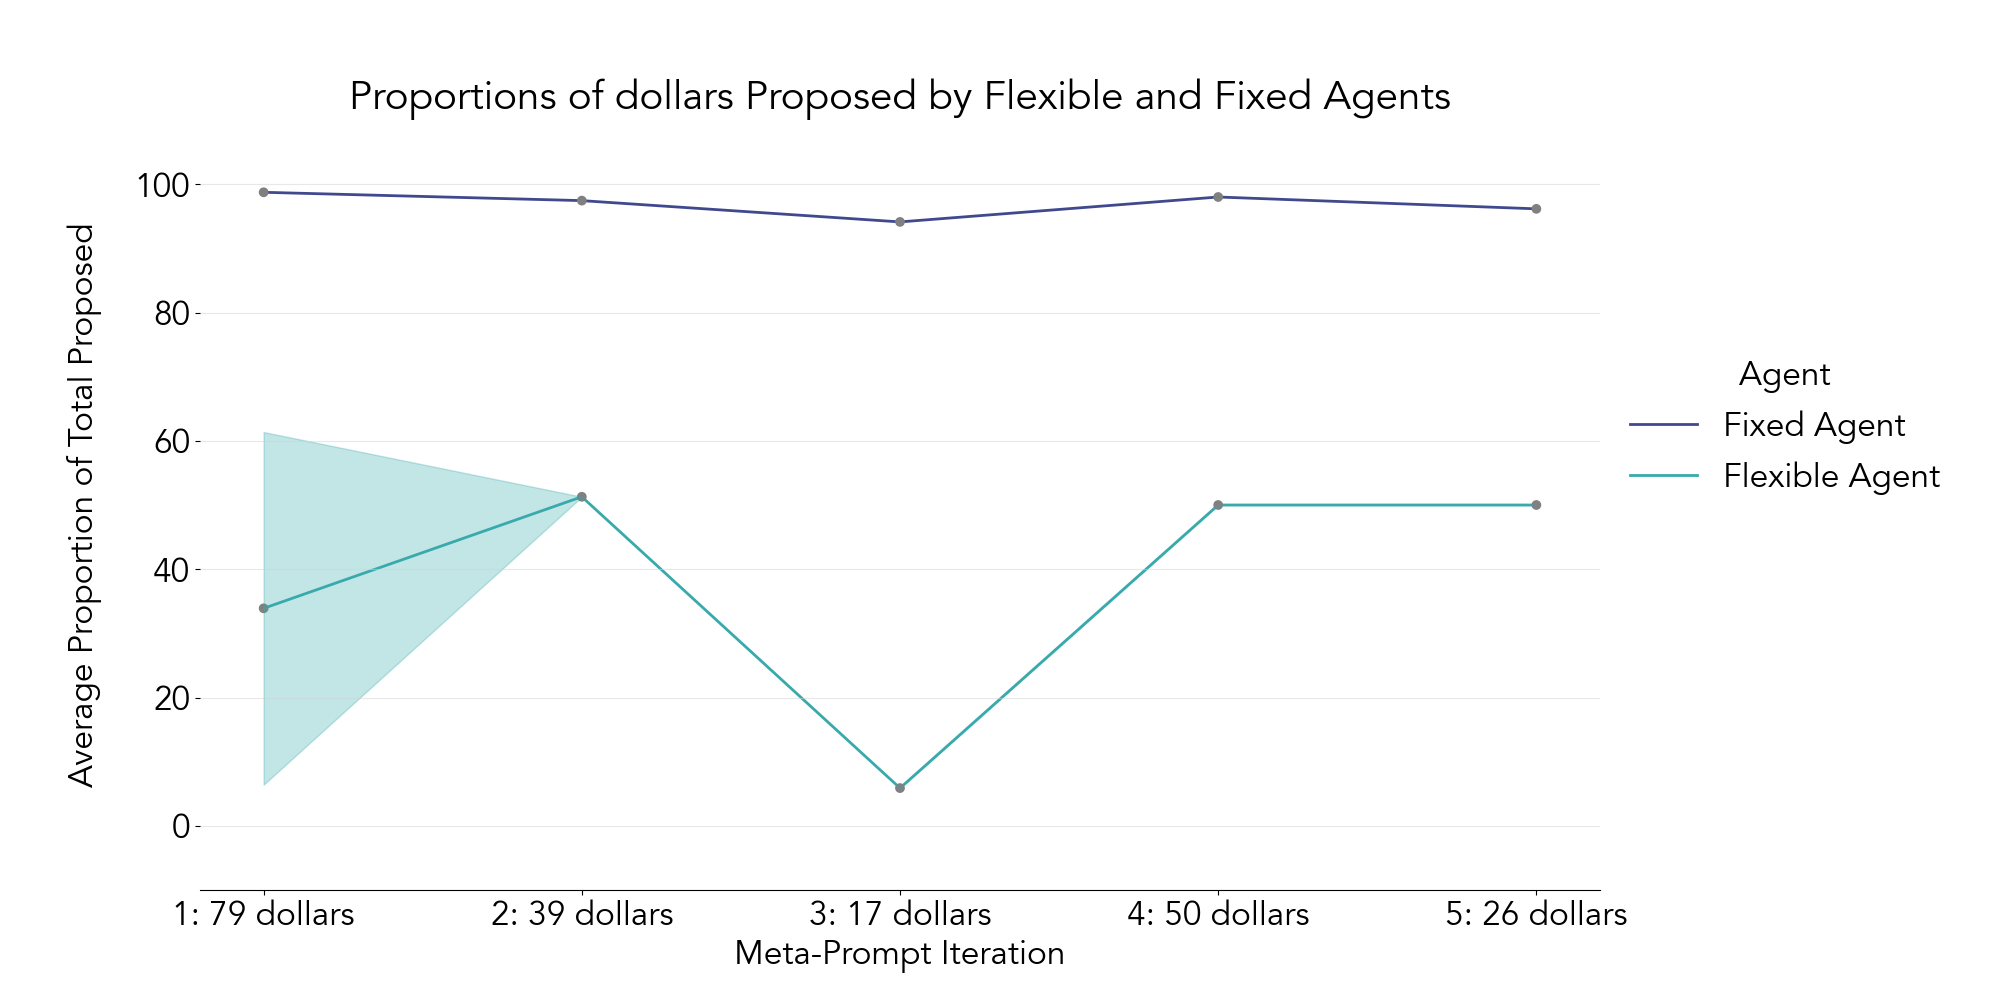 Proportions of dollars Proposed by Flexible and Fixed Agents
Average Proportion of Total Proposed
100
80
60
40
20
0
1: 79 dollars
2: 39 dollars
3: 17 dollars
4: 50 dollars
5: 26 dollars
Meta-Prompt Iteration
Agent
Fixed Agent
Flexible Agent